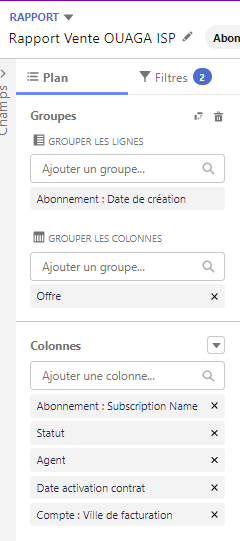 RAPPORT
Rapport Vente OUAGA ISP
Abon
Champs
Plan
Filtres 2
Groupes
GROUPER LES LIGNES
Ajouter un groupe...
Abonnement : Date de création
GROUPER LES COLONNES
Ajouter un groupe...
Offre
Colonnes
Ajouter une colonne...
Abonnement : Subscription Name
Statut
Agent
Date activation contrat
Compte : Ville de facturation